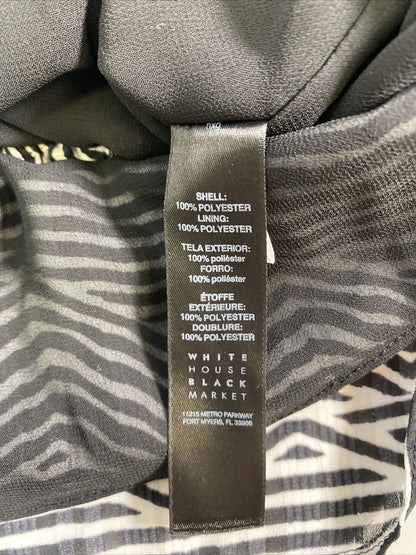 SHELL:
100% POLYESTER
LINING:
100% POLYESTER
TELA EXTERIOR:
100% poliéster
FORRO:
100% poliéster
ÉTOFFE
EXTÉRIEURE:
100% POLYESTER
DOUBLURE:
100% POLYESTER
WHITE
HOUSE
BLACK
MARKET
11215 METRO PARKWAY
FORT MYERS, FL 33966